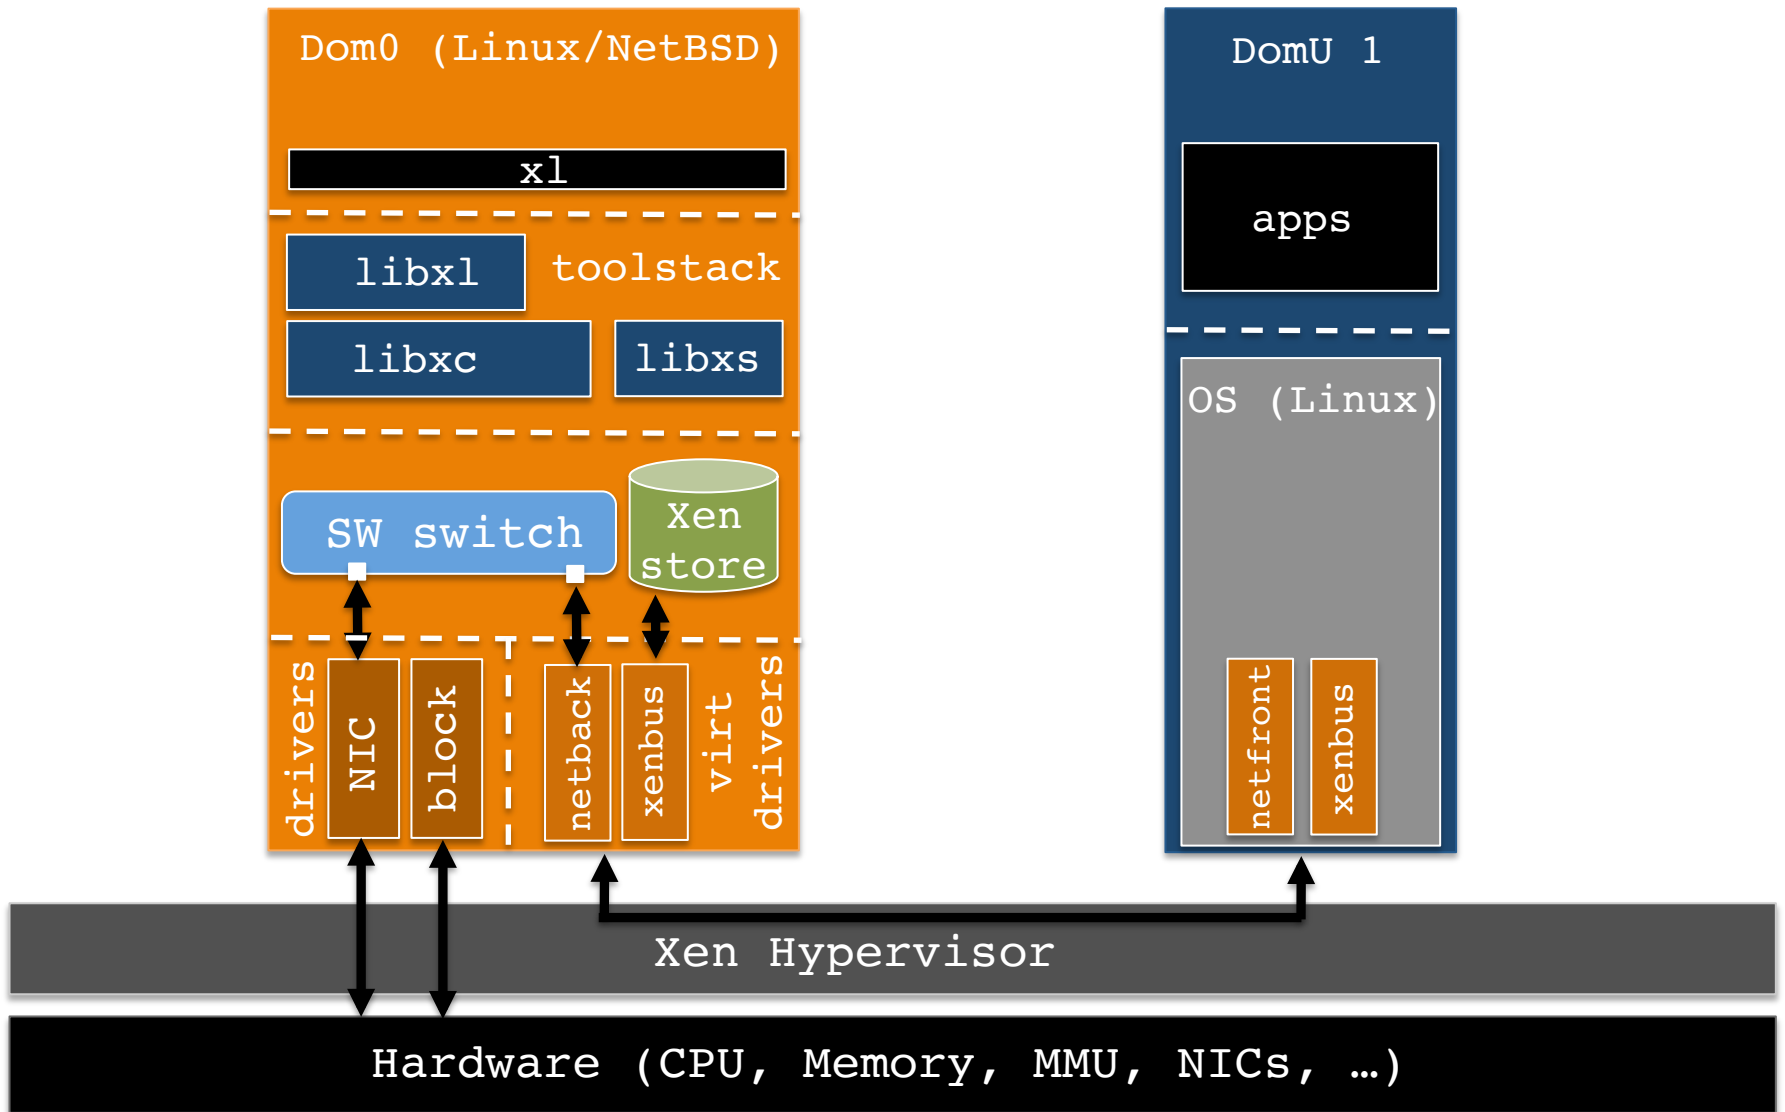 Dom0 (Linux/NetBSD)
xl
libxl
toolstack
libxc
libxs
SW switch
Xen
store
drivers
NIC
block
netback
xenbus
virt
drivers
DomU 1
apps
OS (Linux)
netfront
xenbus
Xen Hypervisor
Hardware (CPU, Memory, MMU, NICs, …)